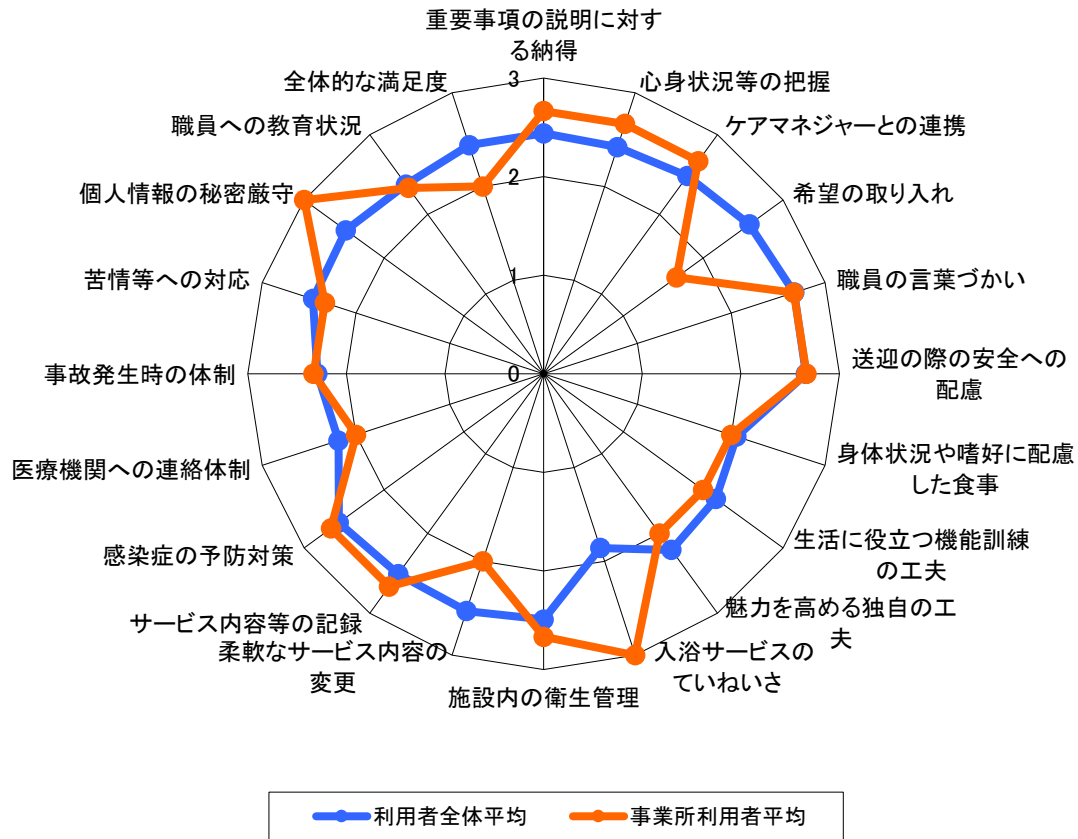 重要事項の説明に対す
る納得
心身状況等の把握
ケアマネジャーとの連携
希望の取り入れ
職員の言葉づかい
送迎の際の安全への
配慮
身体状況や嗜好に配慮
した食事
生活に役立つ機能訓練
の工夫
魅力を高める独自の工
夫
入浴サービスの
ていねいさ
施設内の衛生管理
柔軟なサービス内容の
変更
サービス内容等の記録
感染症の予防対策
医療機関への連絡体制
事故発生時の体制
苦情等への対応
個人情報の秘密厳守
職員への教育状況
全体的な満足度
3
2
1
0
利用者全体平均
事業所利用者平均